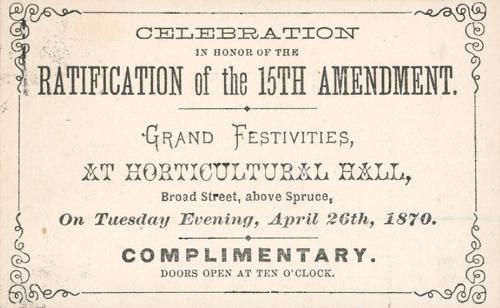 CELEBRATION
IN HONOR OF THE
RATIFICATION of the 15TH AMENDMENT.
GRAND FESTIVITIES,
AT HORTICULTURAL HALL,
Broad Street, above Spruce,
On Tuesday Evening, April 26th, 1870.
COMPLIMENTARY.
DOORS OPEN AT TEN O'CLOCK.